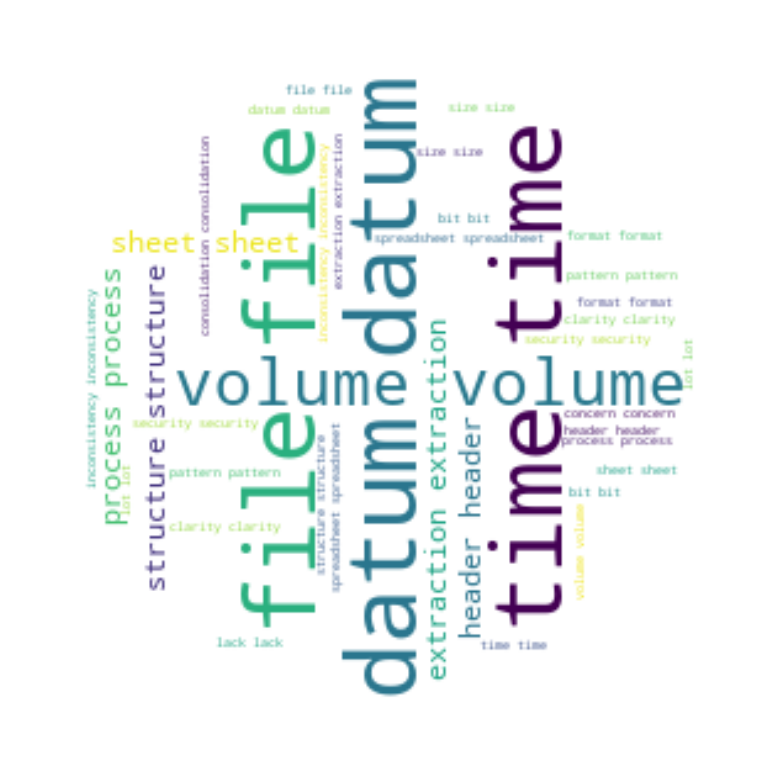 file file
datum datum
size size
size size
consolidation consolidation
file file
inconsistency inconsistency
extraction extraction
datum datum
time time
bit bit
spreadsheet spreadsheet
format format
sheet sheet
pattern pattern
format format
clarity clarity
security security
lot lot
inconsistency inconsistency
process process
structure structure
volume volume
concern concern
header header
process process
security security
lot lot
pattern pattern
clarity clarity
structure structure
spreadsheet spreadsheet
extraction extraction
header header
sheet sheet
bit bit
volume volume
lack lack
time time